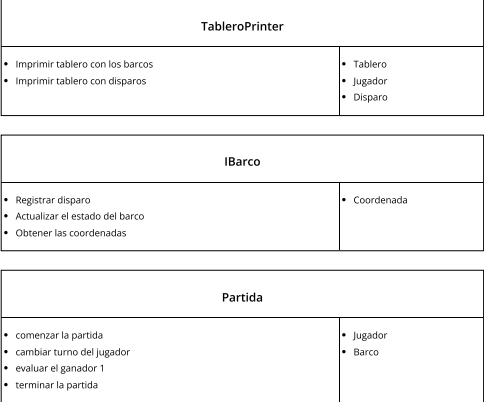 TableroPrinter
• Imprimir tablero con los barcos
• Imprimir tablero con disparos
• Tablero
• Jugador
• Disparo
IBarco
• Registrar disparo
• Actualizar el estado del barco
• Obtener las coordenadas
• Coordenada
Partida
• comenzar la partida
• cambiar turno del jugador
• evaluar el ganador 1
• terminar la partida
• Jugador
• Barco